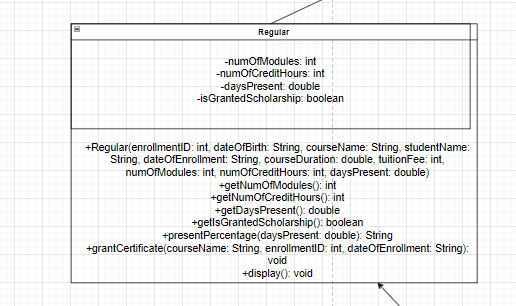 Regular
-numOfModules: int
-numOfCreditHours: int
-daysPresent: double
-isGrantedScholarship: boolean
+Regular(enrollmentID: int, dateOfBirth: String, courseName: String, studentName:
String, dateOfEnrollment: String, courseDuration: double, tuitionFee: int,
numOfModules: int, numOfCreditHours: int, daysPresent: double)
+getNumOfModules(): int
+getNumOfCreditHours(): int
+getDaysPresent(): double
+getIsGrantedScholarship(): boolean
+presentPercentage(daysPresent: double): String
+grantCertificate(courseName: String, enrollmentID: int, dateOfEnrollment: String):
void
+display(): void